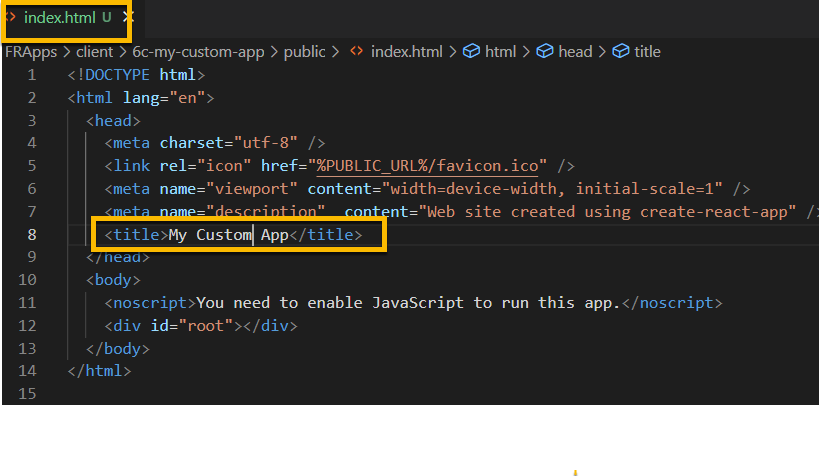 index.html U
FRApps > client > 6c-my-custom-app > public > index.html > html > head > title
1 <!DOCTYPE html>
2 <html lang="en">
3 <head>
4 <meta charset="utf-8" />
5 <link rel="icon" href="%PUBLIC_URL%/favicon.ico" />
6 <meta name="viewport" content="width=device-width, initial-scale=1" />
7 <meta name="description"  content="Web site created using create-react-app" />
8 <title>My Custom App</title>
9 </head>
10 <body>
11 <noscript>You need to enable JavaScript to run this app.</noscript>
12 <div id="root"></div>
13 </body>
14 </html>
15